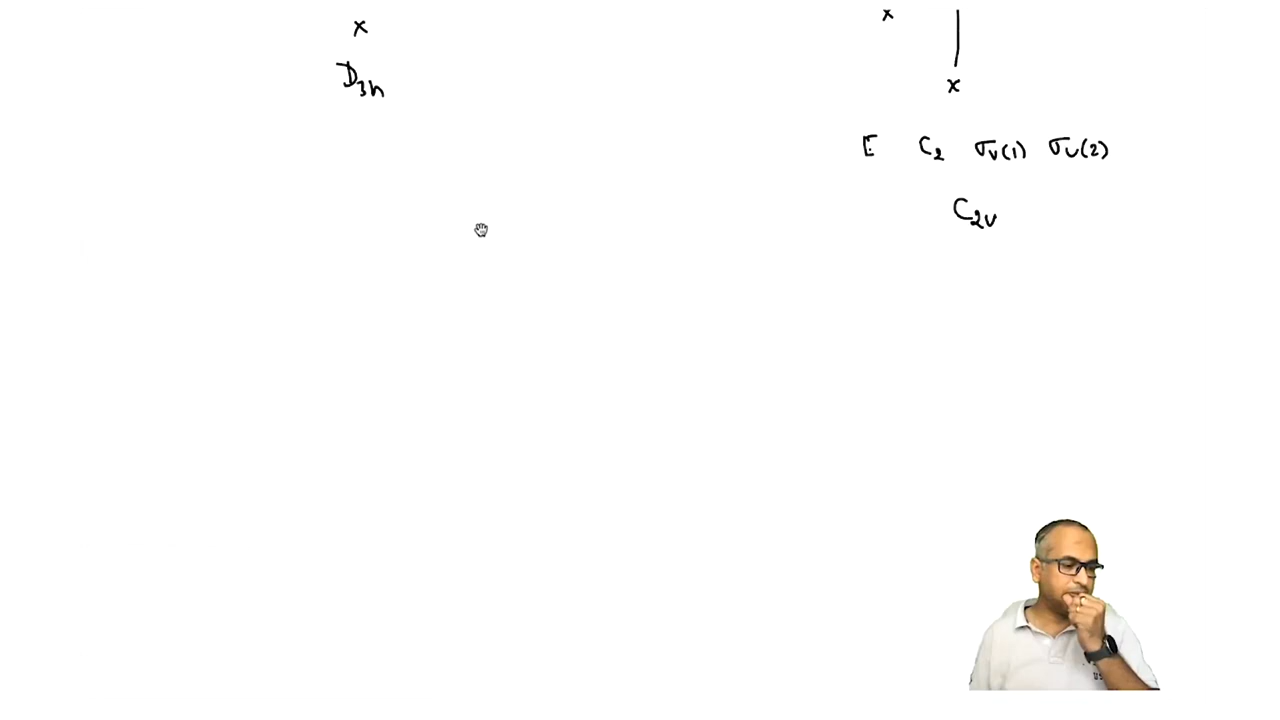 x
D3h
x
x
E C2 σv(1) σv(2)
C2v